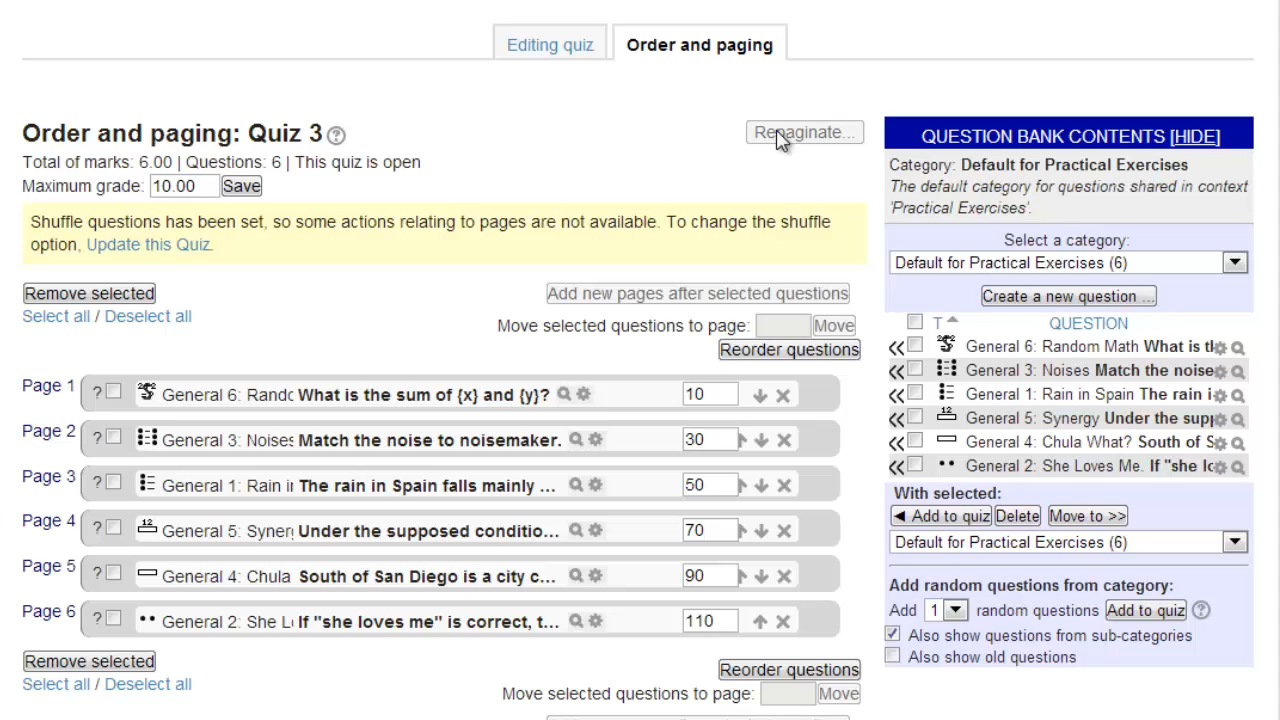 Editing quiz
Order and paging
Order and paging: Quiz 3
Repaginate...
Total of marks: 6.00 | Questions: 6 | This quiz is open
Maximum grade: 10.00 Save
Shuffle questions has been set, so some actions relating to pages are not available. To change the shuffle
option, Update this Quiz.
Remove selected
Add new pages after selected questions
Select all / Deselect all
Move selected questions to page: Move
Reorder questions
Page 1 ? General 6: Rando What is the sum of {x} and {y}? 10
Page 2 ? General 3: Noises Match the noise to noisemaker. 30
Page 3 ? General 1: Rain in The rain in Spain falls mainly ... 50
Page 4 ? General 5: Synerg Under the supposed conditio... 70
Page 5 ? General 4: Chula South of San Diego is a city c... 90
Page 6 ? General 2: She Lo If "she loves me" is correct, t... 110
Remove selected
Reorder questions
Select all / Deselect all
Move selected questions to page: Move
QUESTION BANK CONTENTS [HIDE]
Category: Default for Practical Exercises
The default category for questions shared in context
'Practical Exercises'.
Select a category:
Default for Practical Exercises (6)
Create a new question ...
T QUESTION
General 6: Random Math What is th
12 General 3: Noises Match the noise
General 1: Rain in Spain The rain i
General 5: Synergy Under the supp
General 4: Chula What? South of S
General 2: She Loves Me. If "she lo
With selected:
◄ Add to quiz Delete Move to >>
Default for Practical Exercises (6)
Add random questions from category:
Add 1 random questions Add to quiz
Also show questions from sub-categories
Also show old questions